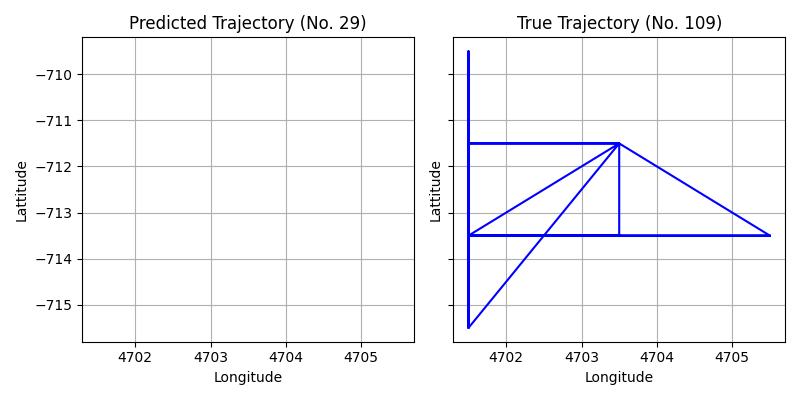 Predicted Trajectory (No. 29)
True Trajectory (No. 109)
−710
−711
−712
−713
−714
−715
Lattitude
Lattitude
4702 4703 4704 4705
4702 4703 4704 4705
Longitude
Longitude